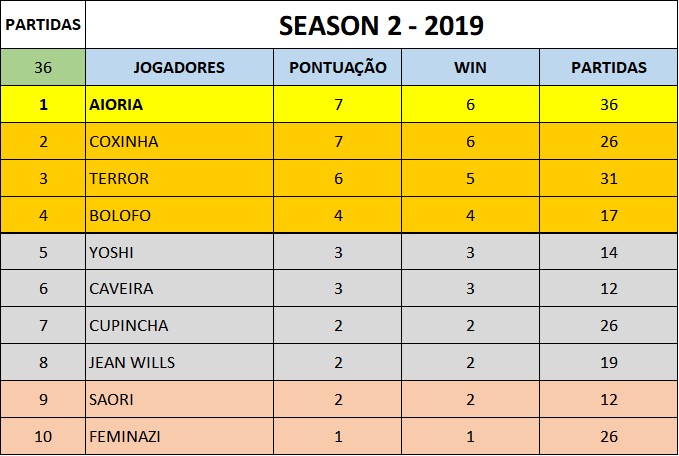 PARTIDAS SEASON 2 - 2019
36 JOGADORES PONTUAÇÃO WIN PARTIDAS
1 AIORIA 7 6 36
2 COXINHA 7 6 26
3 TERROR 6 5 31
4 BOLOFO 4 4 17
5 YOSHI 3 3 14
6 CAVEIRA 3 3 12
7 CUPINCHA 2 2 26
8 JEAN WILLS 2 2 19
9 SAORI 2 2 12
10 FEMINAZI 1 1 26